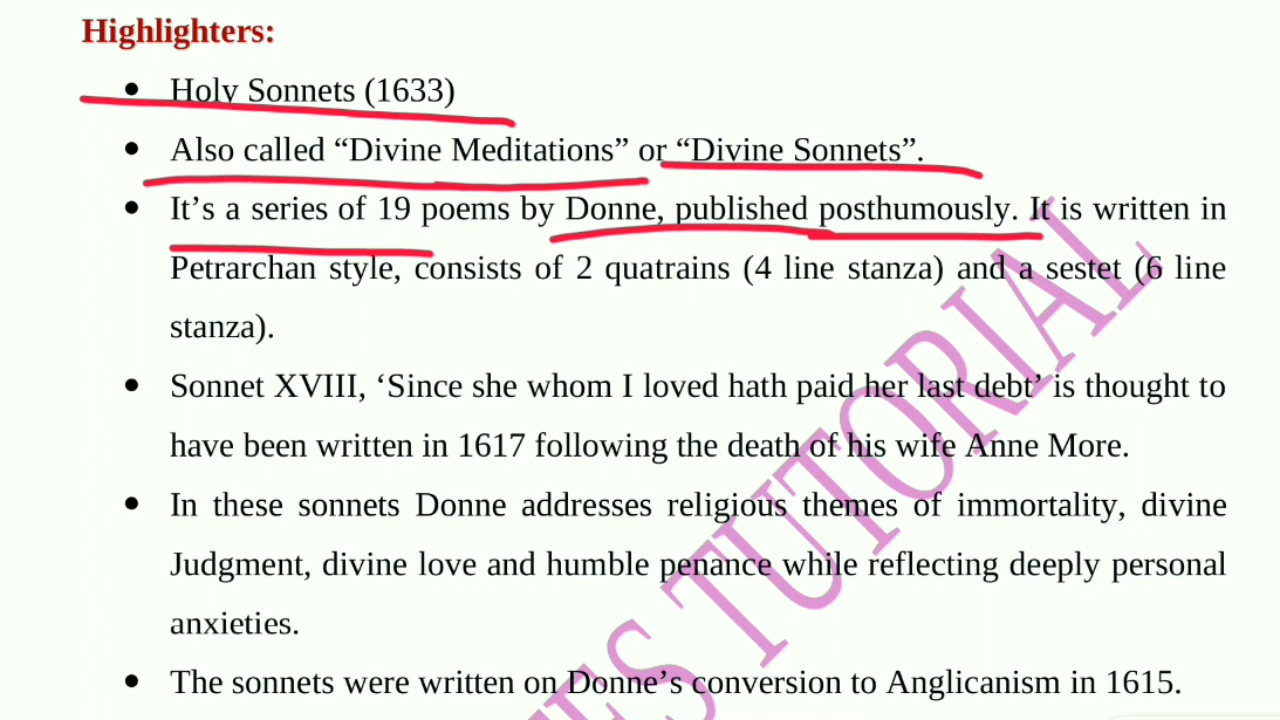 Highlighters:
• Holy Sonnets (1633)
• Also called “Divine Meditations” or “Divine Sonnets”.
• It’s a series of 19 poems by Donne, published posthumously. It is written in
Petrarchan style, consists of 2 quatrains (4 line stanza) and a sestet (6 line
stanza).
• Sonnet XVIII, ‘Since she whom I loved hath paid her last debt’ is thought to
have been written in 1617 following the death of his wife Anne More.
• In these sonnets Donne addresses religious themes of immortality, divine
Judgment, divine love and humble penance while reflecting deeply personal
anxieties.
• The sonnets were written on Donne’s conversion to Anglicanism in 1615.
TUTORIAL